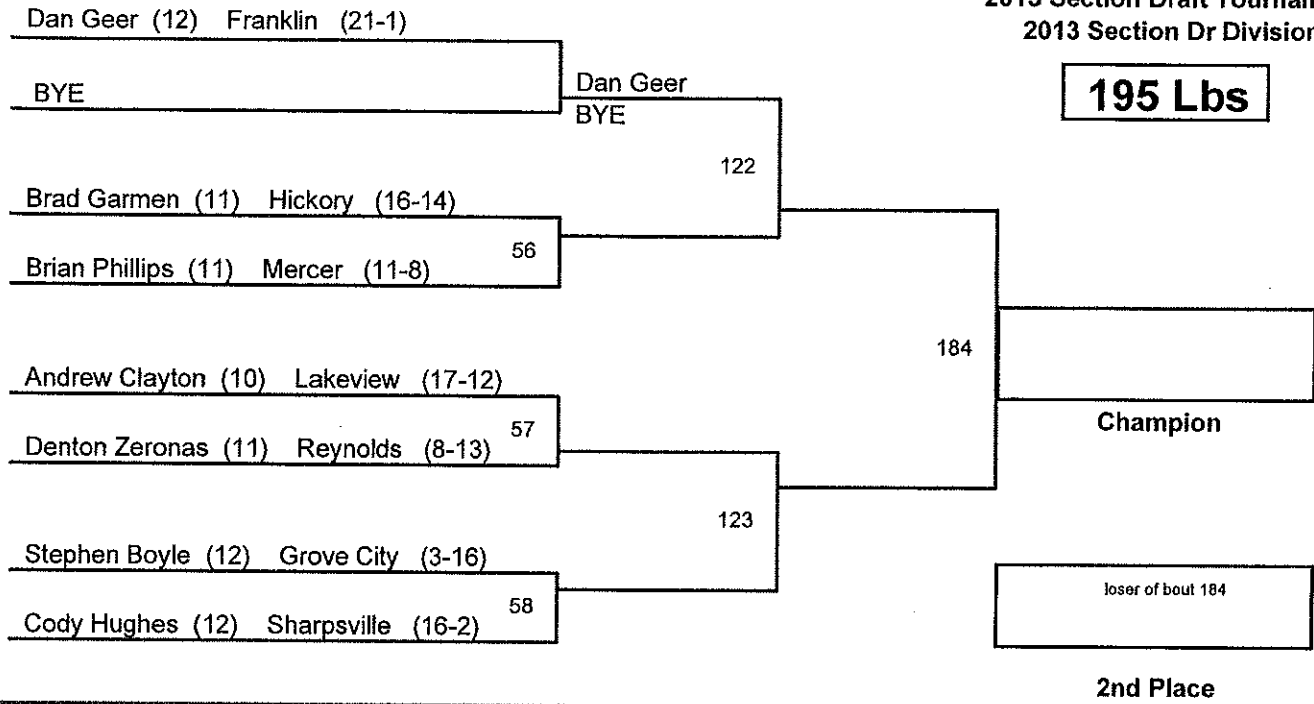 2013 Section Draft
2013 Section Dr Division
195 Lbs
Dan Geer (12) Franklin (21-1)
BYE
Dan Geer
BYE
122
Brad Garmen (11) Hickory (16-14)
56
Brian Phillips (11) Mercer (11-8)
184
Andrew Clayton (10) Lakeview (17-12)
57
Denton Zeronas (11) Reynolds (8-13)
Champion
123
Stephen Boyle (12) Grove City (3-16)
58
Cody Hughes (12) Sharpsville (16-2)
loser of bout 184
2nd Place